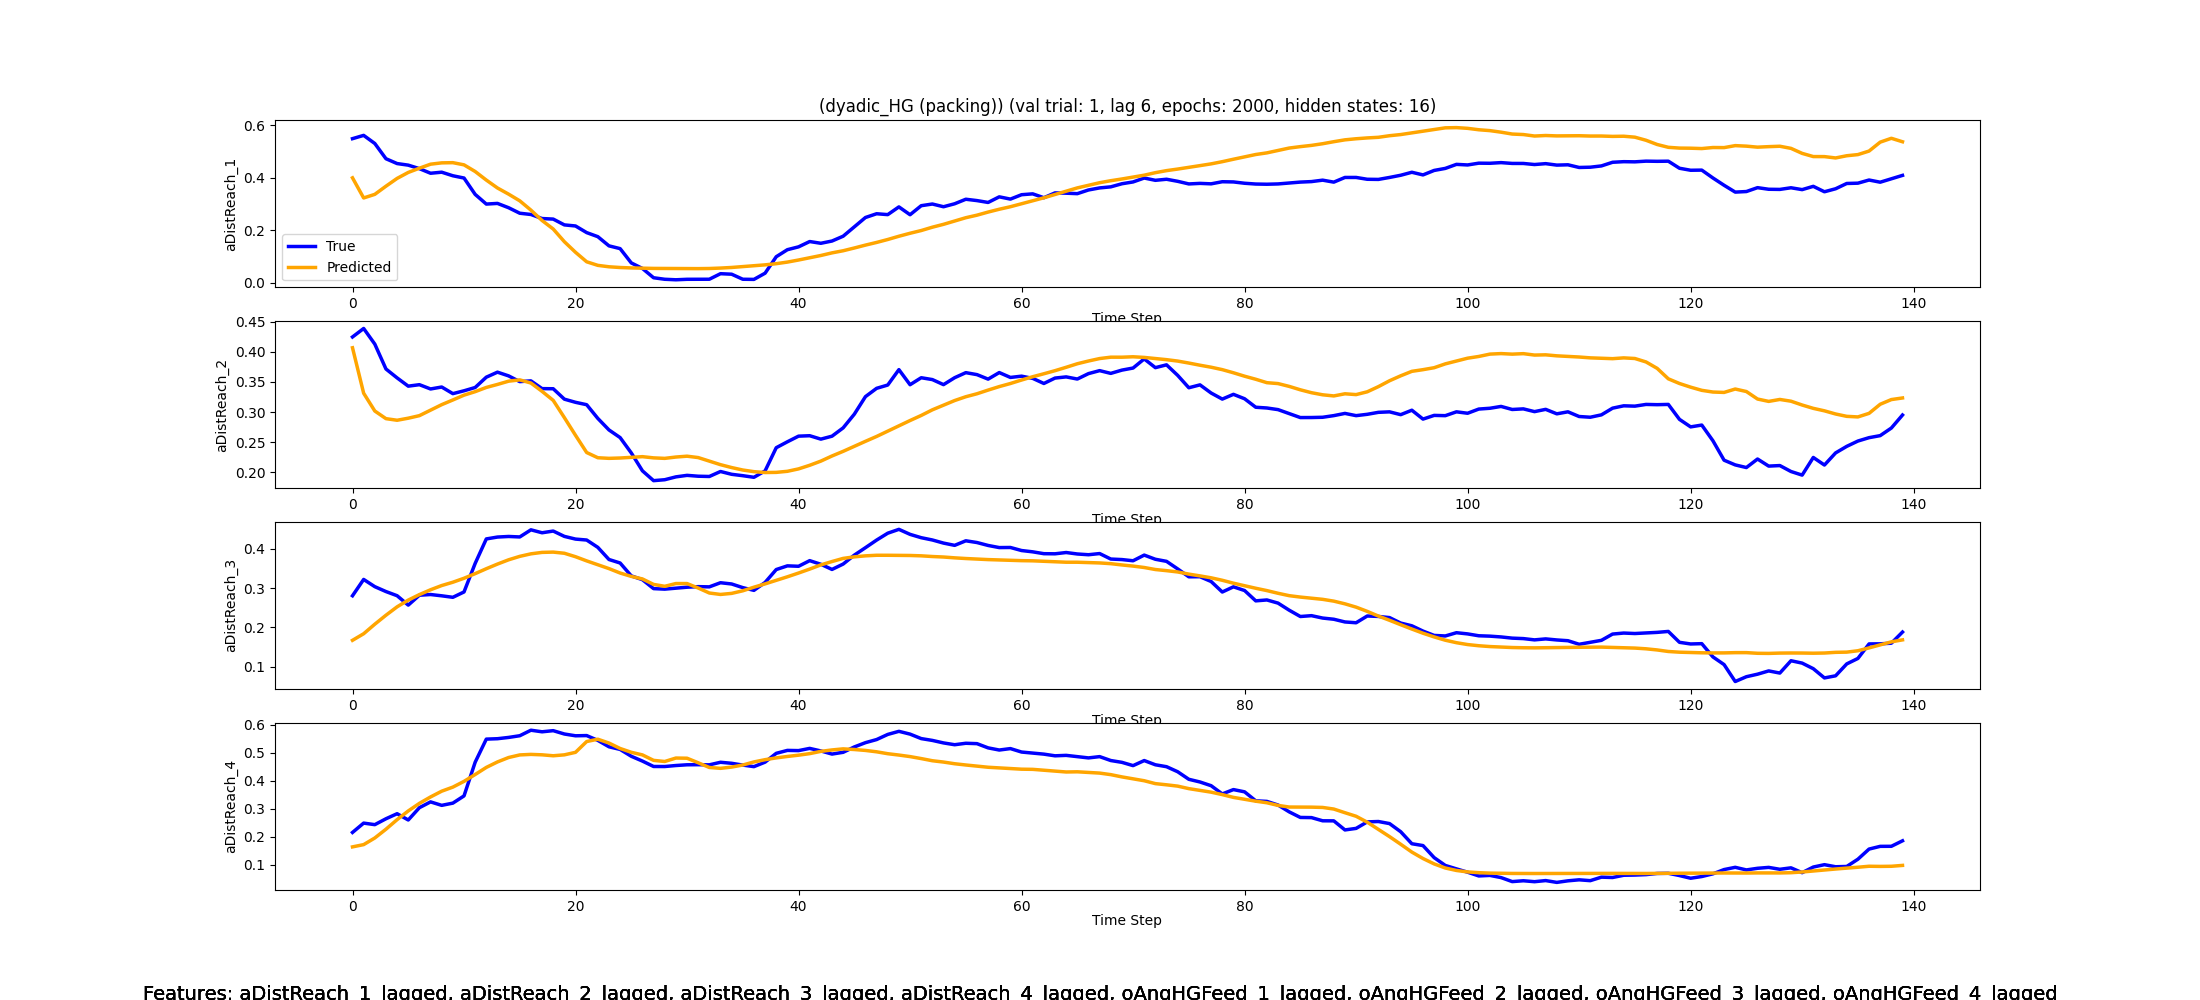 (dyadic_HG (packing)) (val trial: 1, lag 6, epochs: 2000, hidden states: 16)
0.6
0.4
0.2
0.0
aDistReach_1
True
Predicted
0 20 40 60 80 100 120 140
Time Step
0.45
0.40
0.35
0.30
0.25
0.20
aDistReach_2
0 20 40 60 80 100 120 140
Time Step
0.4
0.3
0.2
0.1
aDistReach_3
0 20 40 60 80 100 120 140
Time Step
0.6
0.5
0.4
0.3
0.2
0.1
aDistReach_4
0 20 40 60 80 100 120 140
Time Step
Features: aDistReach_1_lagged, aDistReach_2_lagged, aDistReach_3_lagged, aDistReach_4_lagged, oAngHGFeed_1_lagged, oAngHGFeed_2_lagged, oAngHGFeed_3_lagged, oAngHGFeed_4_lagged